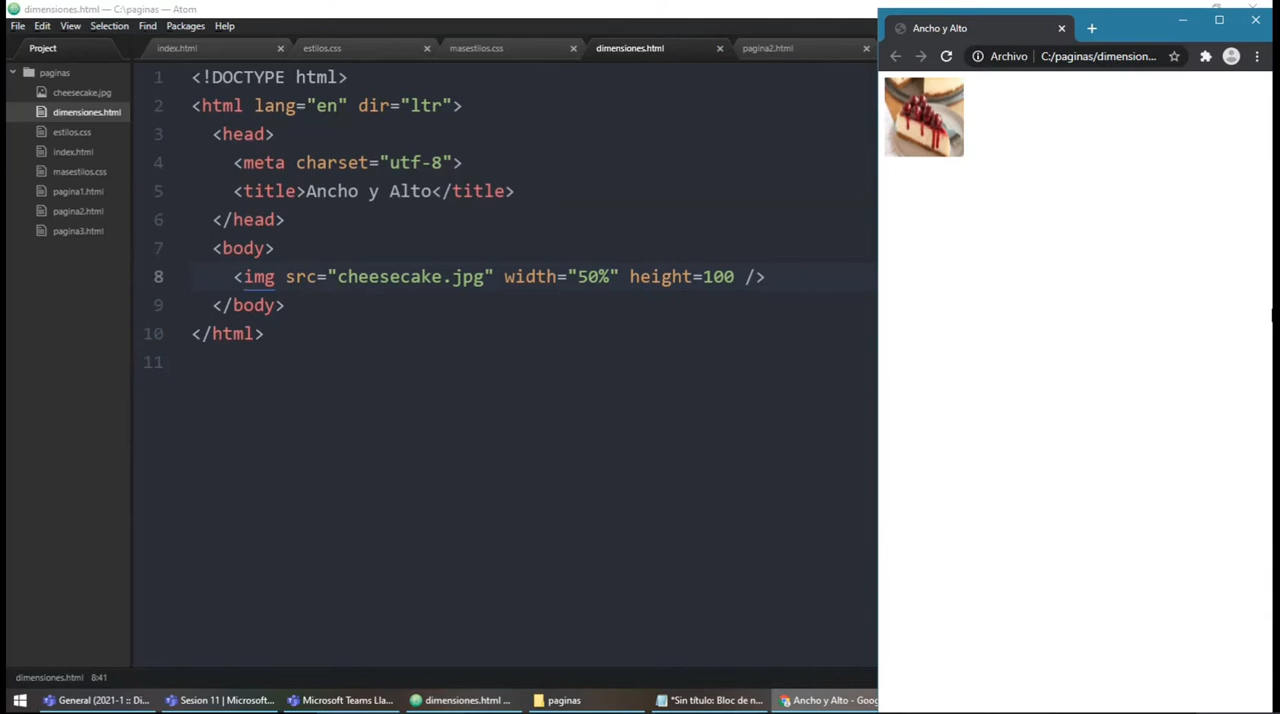 dimensiones.html — C:\paginas — Atom
File Edit View Selection Find Packages Help
Project
paginas
cheesecake.jpg
dimensiones.html
estilos.css
index.html
masestilos.css
pagina1.html
pagina2.html
pagina3.html
index.html estilos.css masestilos.css dimensiones.html pagina2.html
1 <!DOCTYPE html>
2 <html lang="en" dir="ltr">
3 <head>
4 <meta charset="utf-8">
5 <title>Ancho y Alto</title>
6 </head>
7 <body>
8 <img src="cheesecake.jpg" width="50%" height=100 />
9 </body>
10 </html>
11
Ancho y Alto
Archivo C:/paginas/dimension...
dimensiones.html 8:41
General (2021-1 :: Di... Sesion 11 | Microsoft... Microsoft Teams Lla... dimensiones.html ... paginas *Sin título: Bloc de n... Ancho y Alto - Goog